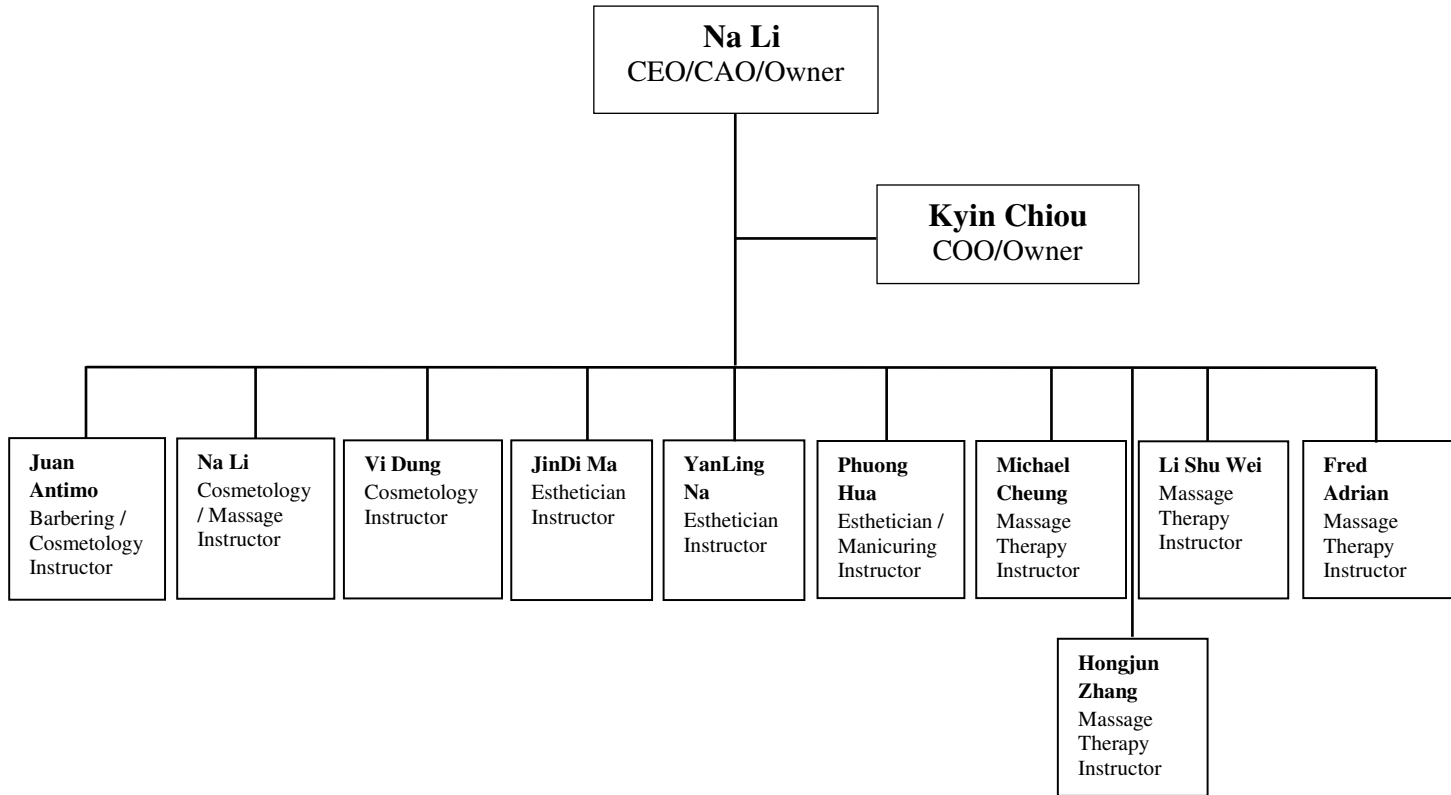 Na Li
CEO/CAO/Owner
Kyin Chiou
COO/Owner
Juan
Antimo
Barbering /
Cosmetology
Instructor
Na Li
Cosmetology
/ Massage
Instructor
Vi Dung
Cosmetology
Instructor
JinDi Ma
Esthetician
Instructor
YanLing
Na
Esthetician
Instructor
Phuong
Hua
Esthetician /
Manicuring
Instructor
Michael
Cheung
Massage
Therapy
Instructor
Li Shu Wei
Massage
Therapy
Instructor
Fred
Adrian
Massage
Therapy
Instructor
Hongjun
Zhang
Massage
Therapy
Instructor